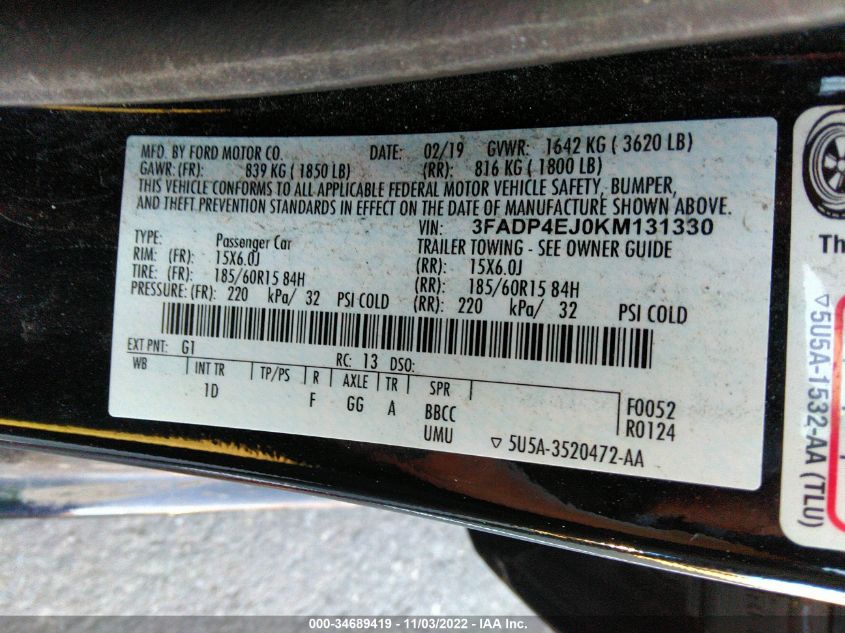 MFD. BY FORD MOTOR CO. DATE: 02/19 GVWR: 1642 KG ( 3620 LB)
GAWR: (FR): 839 KG ( 1850 LB) (RR): 816 KG ( 1800 LB)
THIS VEHICLE CONFORMS TO ALL APPLICABLE FEDERAL MOTOR VEHICLE SAFETY, BUMPER,
AND THEFT PREVENTION STANDARDS IN EFFECT ON THE DATE OF MANUFACTURE SHOWN ABOVE.
VIN: 3FADP4EJ0KM131330
TYPE: Passenger Car TRAILER TOWING - SEE OWNER GUIDE
RIM: (FR): 15X6.0J (RR): 15X6.0J
TIRE: (FR): 185/60R15 84H (RR): 185/60R15 84H
PRESSURE: (FR): 220 kPa/ 32 PSI COLD (RR): 220 kPa/ 32 PSI COLD
EXT PNT: G1 RC: 13 DSO:
WB INT TR TP/PS R AXLE TR SPR
1D F GG A BBCC F0052
UMU R0124
▽ 5U5A-3520472-AA
Th
▽5U5A-1532-AA (TLU)
000-34689419 - 11/03/2022 - IAA Inc.